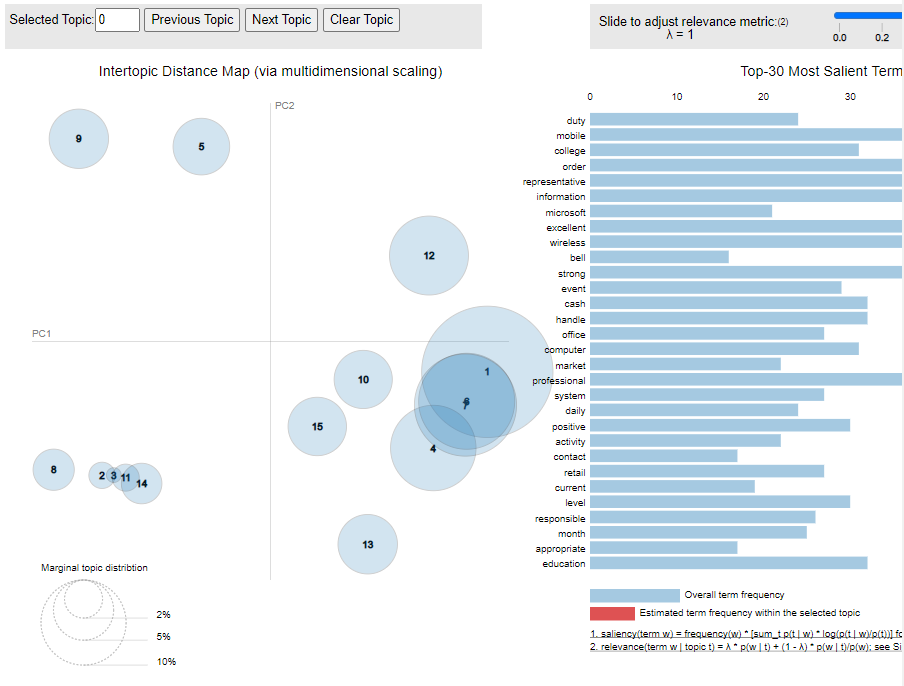 Selected Topic: 0 Previous Topic Next Topic Clear Topic
Slide to adjust relevance metric:(2)
λ = 1
0.0 0.2
Intertopic Distance Map (via multidimensional scaling)
PC2
PC1
9
5
12
1
10
6
7
15
4
8
2
3
11
14
13
Marginal topic distribtion
2%
5%
10%
Top-30 Most Salient Term
0 10 20 30
duty
mobile
college
order
representative
information
microsoft
excellent
wireless
bell
strong
event
cash
handle
office
computer
market
professional
system
daily
positive
activity
contact
retail
current
level
responsible
month
appropriate
education
Overall term frequency
Estimated term frequency within the selected topic
1. saliency(term w) = frequency(w) * [sum_t p(t | w) * log(p(t | w)/p(t))] fo
2. relevance(term w | topic t) = λ * p(w | t) + (1 - λ) * p(w | t)/p(w); see Si